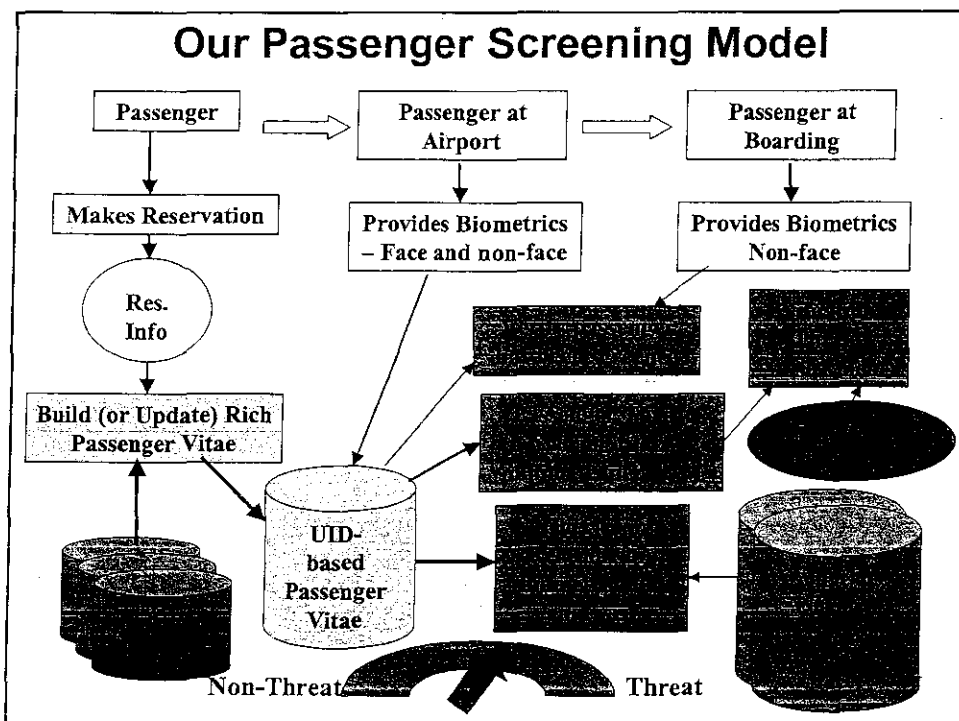 Our Passenger Screening Model
Passenger
Passenger at
Airport
Passenger at
Boarding
Makes Reservation
Provides Biometrics
– Face and non-face
Provides Biometrics
Non-face
Res.
Info
Build (or Update) Rich
Passenger Vitae
UID-
based
Passenger
Vitae
Non-Threat
Threat